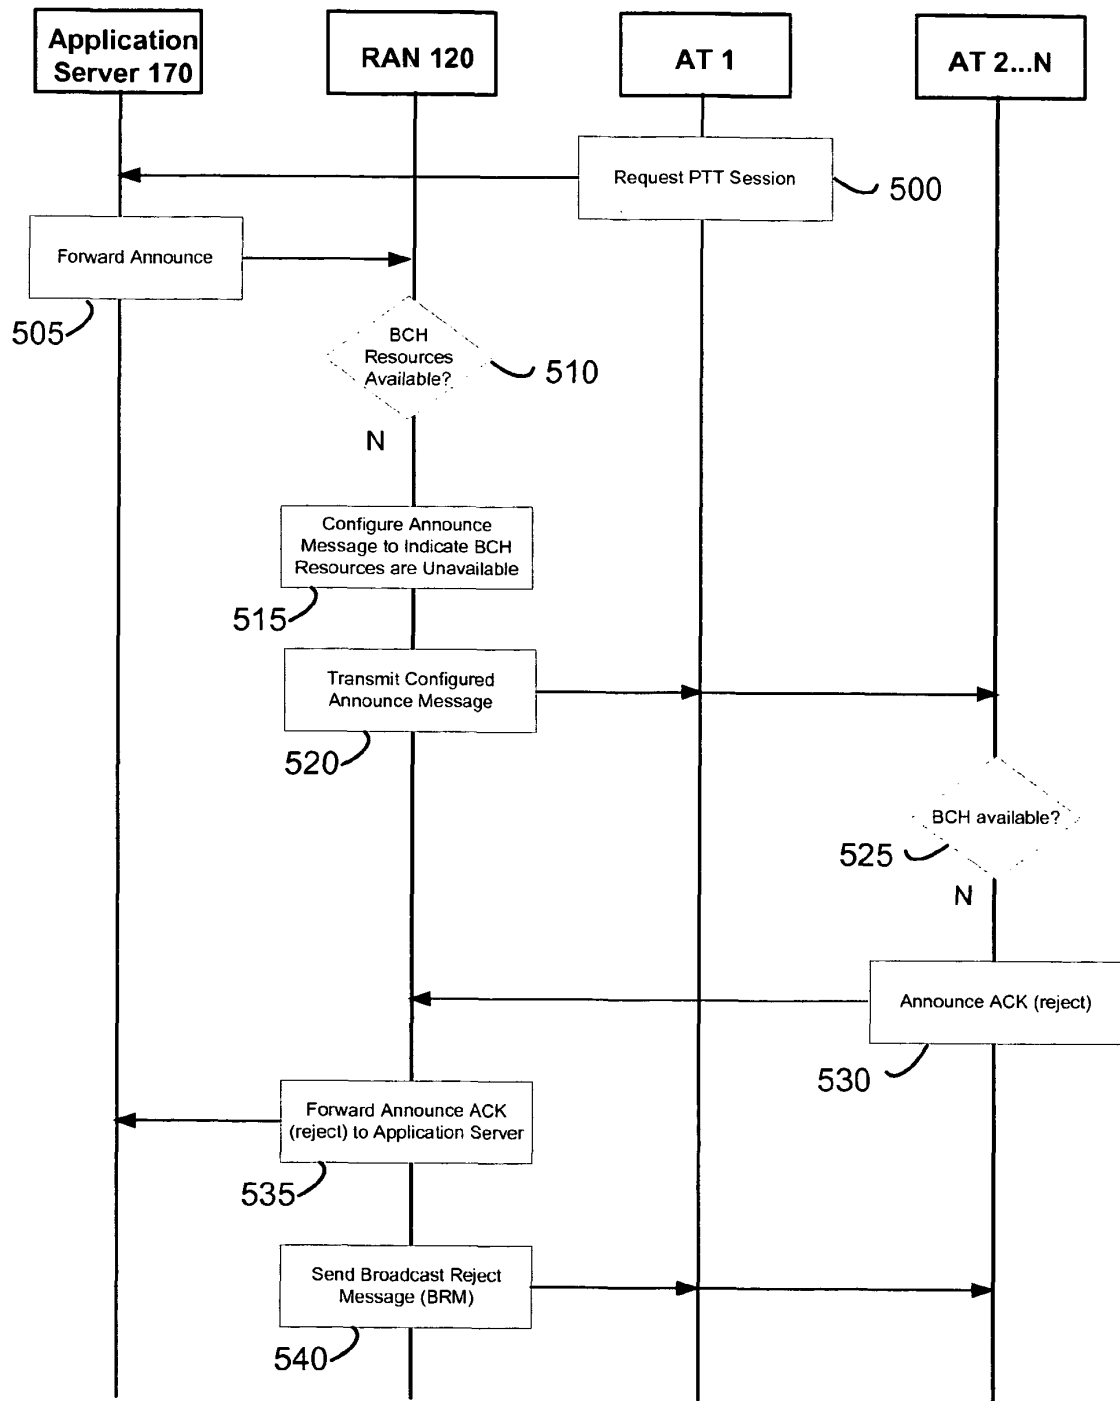 Application
Server 170
RAN 120
AT 1
AT 2...N
Request PTT Session
500
Forward Announce
505
BCH
Resources
Available?
510
N
Configure Announce
Message to Indicate BCH
Resources are Unavailable
515
Transmit Configured
Announce Message
520
BCH available?
525
N
Announce ACK (reject)
530
Forward Announce ACK
(reject) to Application Server
535
Send Broadcast Reject
Message (BRM)
540